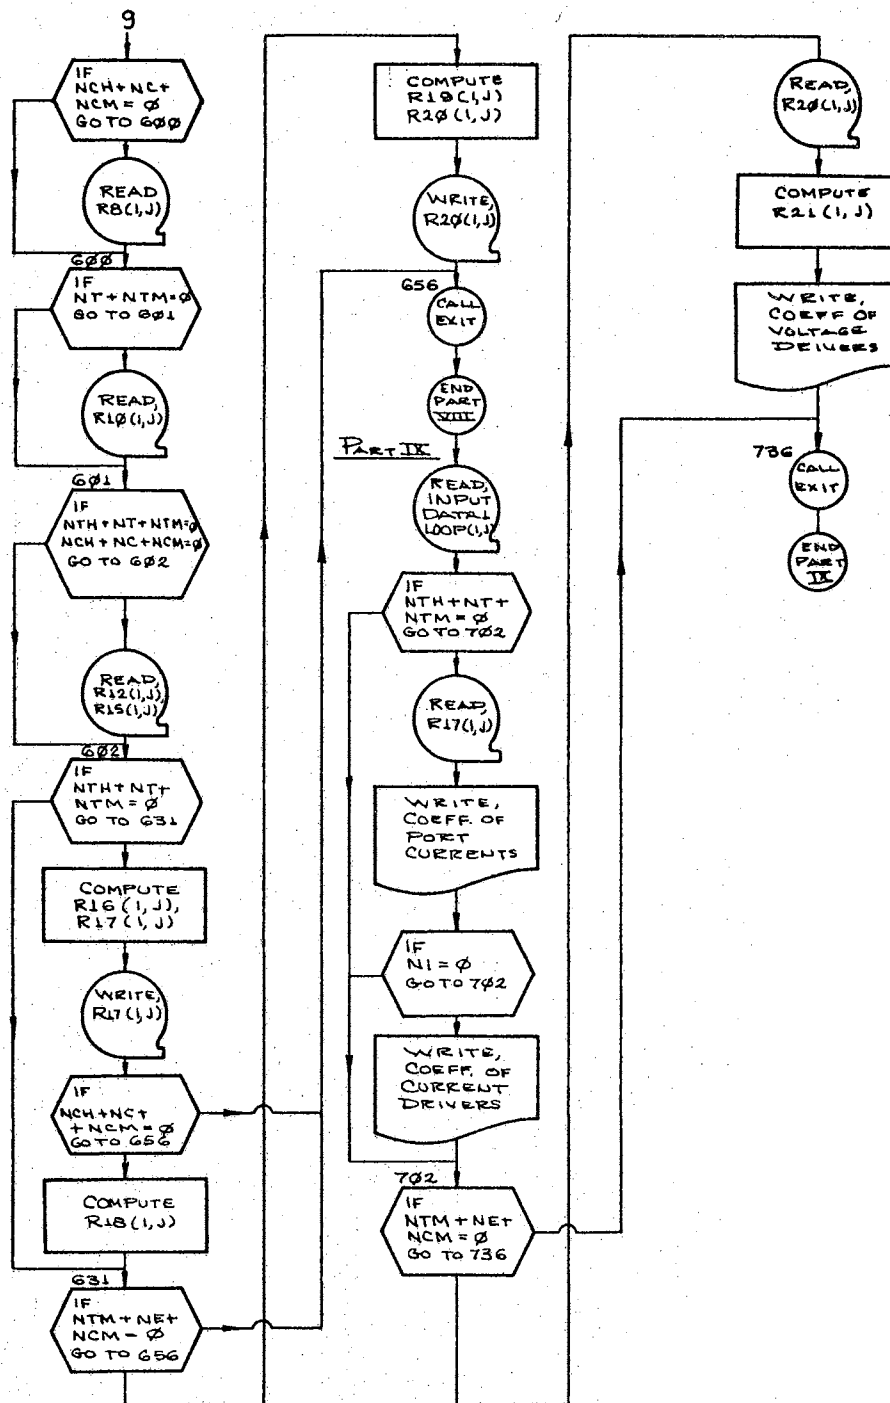 9
IF
NCH + NC +
NCM = Ø
GO TO 6ØØ
READ
R8(I,J)
6ØØ
IF
NT + NTM = Ø
GO TO 6Ø1
READ,
R1Ø(I,J)
6Ø1
IF
NTH + NT + NTM = Ø
NCH + NC + NCM = Ø
GO TO 6Ø2
READ,
R12(I,J),
R15(I,J)
6Ø2
IF
NTH + NT +
NTM = Ø
GO TO 631
COMPUTE
R16(I,J),
R17(I,J)
WRITE,
R17(I,J)
IF
NCH + NC +
+ NCM = Ø
GO TO 656
COMPUTE
R18(I,J)
631
IF
NTM + NE +
NCM - Ø
GO TO 656
COMPUTE
R19(I,J)
R2Ø(I,J)
WRITE,
R2Ø(I,J)
656
CALL
EXIT
END
PART
VIII
PART IX
READ,
INPUT
DATA 1
LOOP(I,J)
IF
NTH + NT +
NTM = Ø
GO TO 7Ø2
READ,
R17(I,J)
WRITE,
COEFF. OF
PORT
CURRENTS
IF
NI = Ø
GO TO 7Ø2
WRITE,
COEFF. OF
CURRENT
DRIVERS
7Ø2
IF
NTM + NE +
NCM = Ø
GO TO 736
READ,
R2Ø(I,J)
COMPUTE
R21(I,J)
WRITE,
COEFF OF
VOLTAGE
DEIVERS
736
CALL
EXIT
END
PART
IX